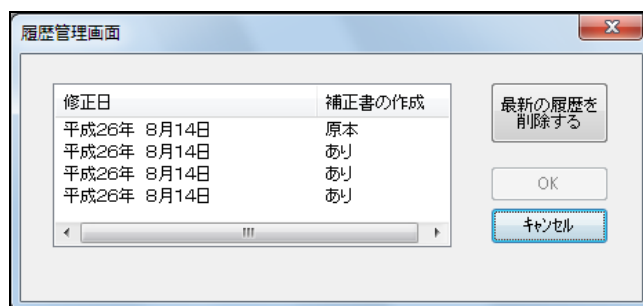 履歴管理画面
修正日 補正書の作成
平成26年 8月14日 原本
平成26年 8月14日 あり
平成26年 8月14日 あり
平成26年 8月14日 あり
最新の履歴を
削除する
OK
キャンセル